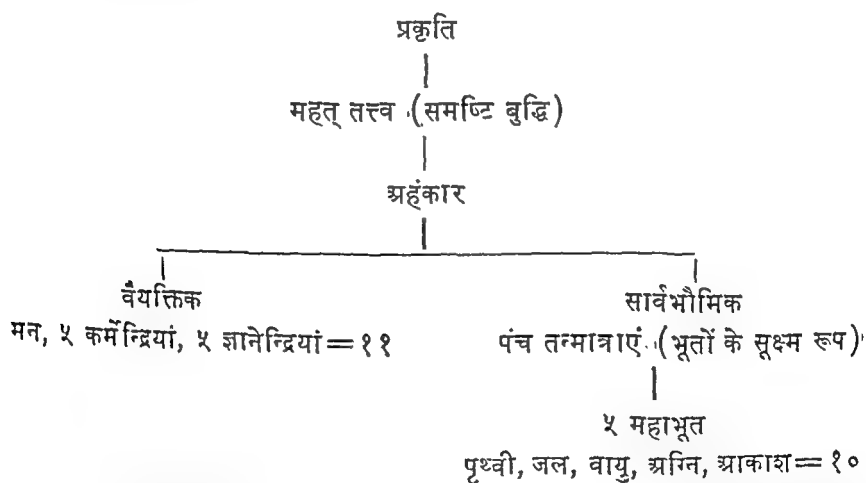 प्रकृति
महत् तत्त्व (समष्टि बुद्धि)
अहंकार
वैयक्तिक
मन, ५ कर्मेन्द्रियां, ५ ज्ञानेन्द्रियां=११
सार्वभौमिक
पंच तन्मात्राएं (भूतों के सूक्ष्म रूप)
५ महाभूत
पृथ्वी, जल, वायु, अग्नि, आकाश=१०